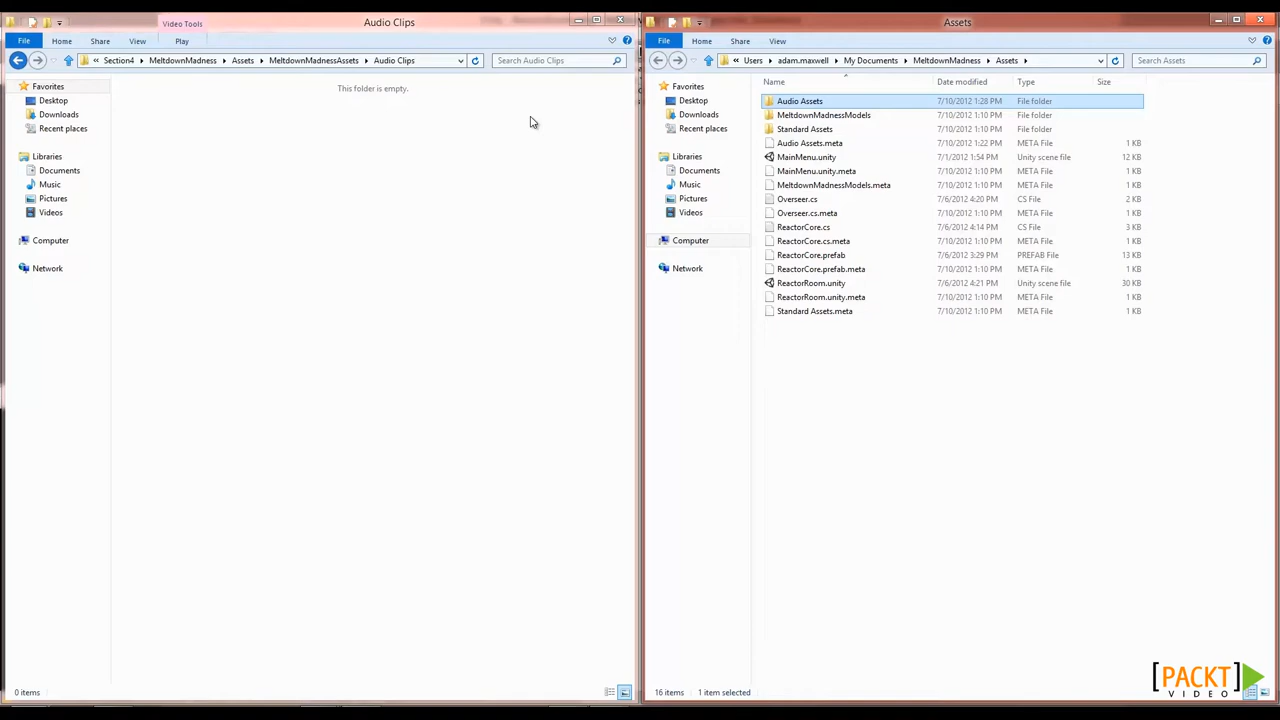 Video Tools
Audio Clips
File Home Share View Play
Section4 MeltdownMadness Assets MeltdownMadnessAssets Audio Clips
Search Audio Clips
Favorites
Desktop
Downloads
Recent places
Libraries
Documents
Music
Pictures
Videos
Computer
Network
This folder is empty.
0 items
Assets
File Home Share View
Users adam.maxwell My Documents MeltdownMadness Assets
Search Assets
Favorites
Desktop
Downloads
Recent places
Libraries
Documents
Music
Pictures
Videos
Computer
Network
Name Date modified Type Size
Audio Assets 7/10/2012 1:28 PM File folder
MeltdownMadnessModels 7/10/2012 1:10 PM File folder
Standard Assets 7/10/2012 1:10 PM File folder
Audio Assets.meta 7/10/2012 1:22 PM META File 1 KB
MainMenu.unity 7/1/2012 1:54 PM Unity scene file 12 KB
MainMenu.unity.meta 7/10/2012 1:10 PM META File 1 KB
MeltdownMadnessModels.meta 7/10/2012 1:10 PM META File 1 KB
Overseer.cs 7/6/2012 4:20 PM CS File 2 KB
Overseer.cs.meta 7/10/2012 1:10 PM META File 1 KB
ReactorCore.cs 7/6/2012 4:14 PM CS File 3 KB
ReactorCore.cs.meta 7/10/2012 1:10 PM META File 1 KB
ReactorCore.prefab 7/6/2012 3:29 PM PREFAB File 13 KB
ReactorCore.prefab.meta 7/10/2012 1:10 PM META File 1 KB
ReactorRoom.unity 7/6/2012 4:21 PM Unity scene file 30 KB
ReactorRoom.unity.meta 7/10/2012 1:10 PM META File 1 KB
Standard Assets.meta 7/10/2012 1:10 PM META File 1 KB
16 items 1 item selected
[PACKT]
VIDEO